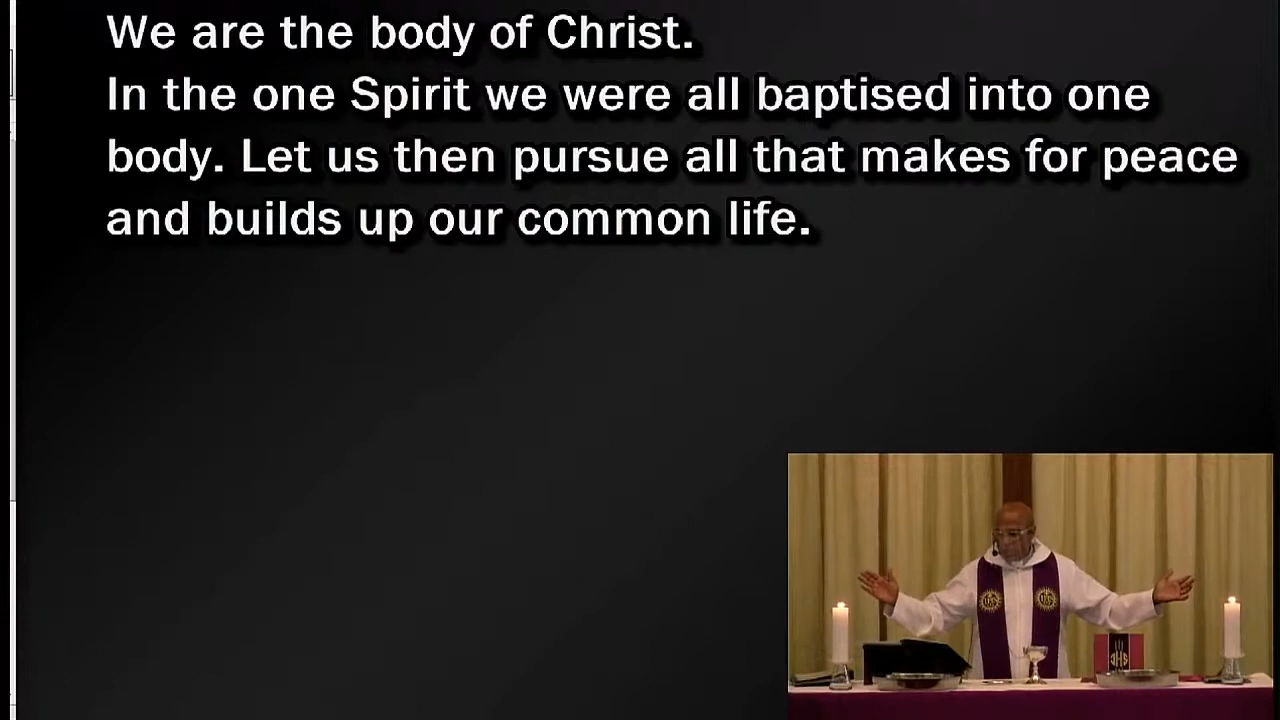 We are the body of Christ.
In the one Spirit we were all baptised into one
body. Let us then pursue all that makes for peace
and builds up our common life.
JHS